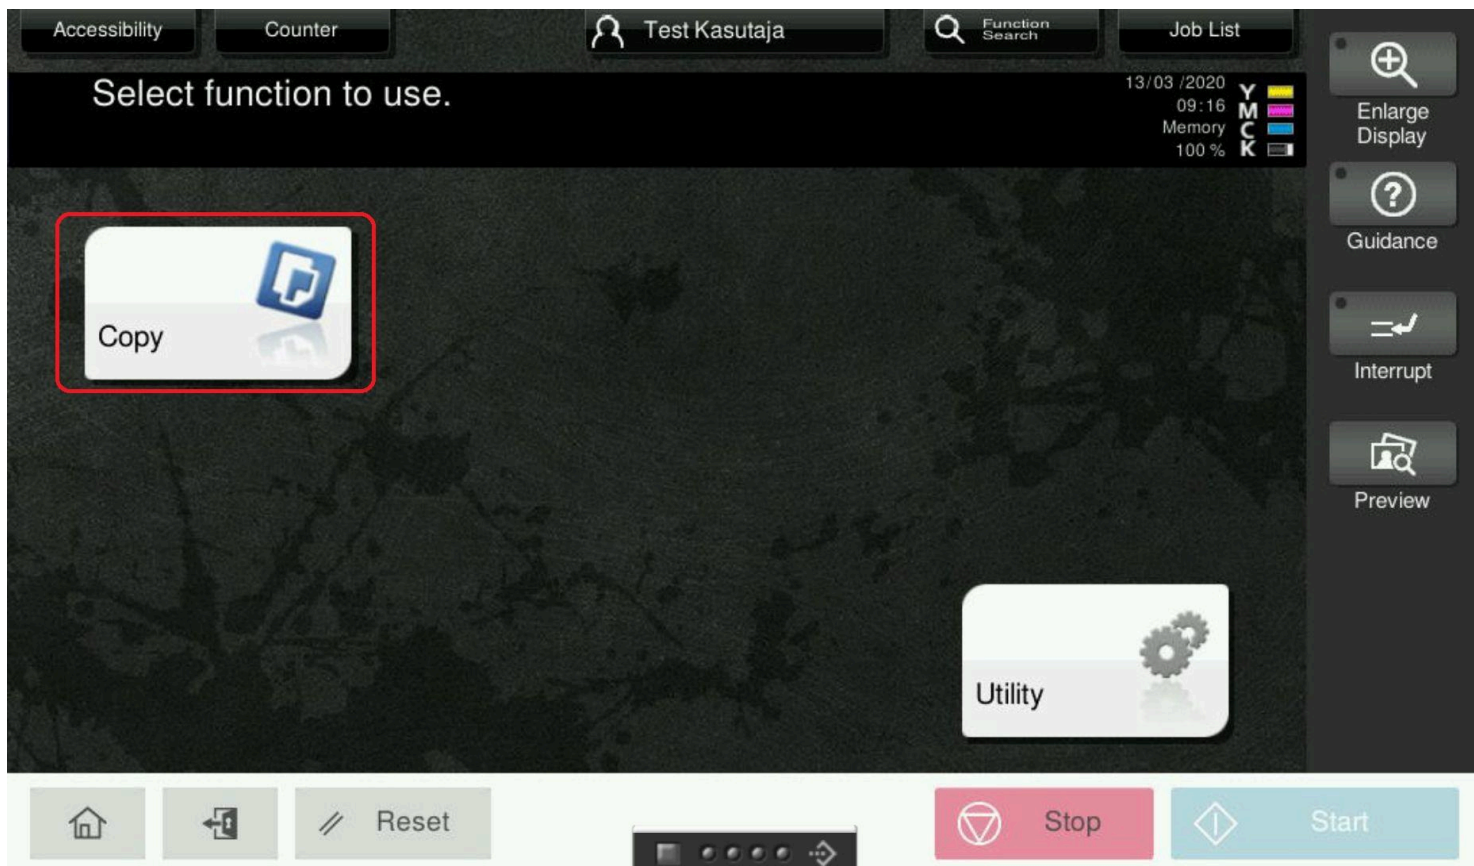 Accessibility
Counter
Test Kasutaja
Function
Search
Job List
Select function to use.
13/03 /2020
09:16
Memory
100 %
Y
M
C
K
Enlarge
Display
Guidance
Interrupt
Preview
Copy
Utility
Reset
Stop
Start